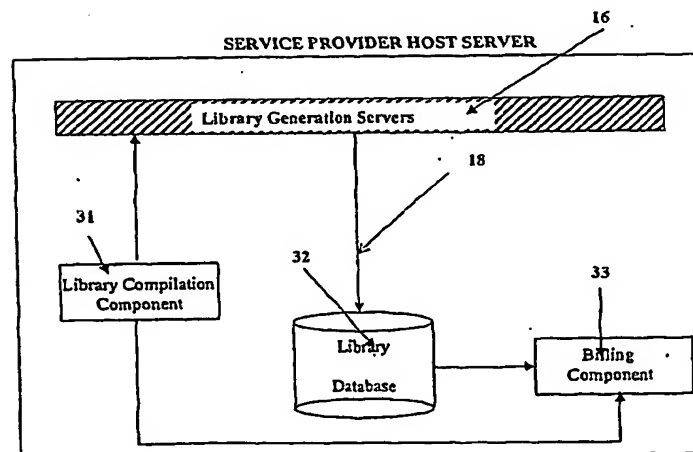 16
SERVICE PROVIDER HOST SERVER
Library Generation Servers
18
31
32
33
Library Compilation
Component
Library
Database
Billing
Component